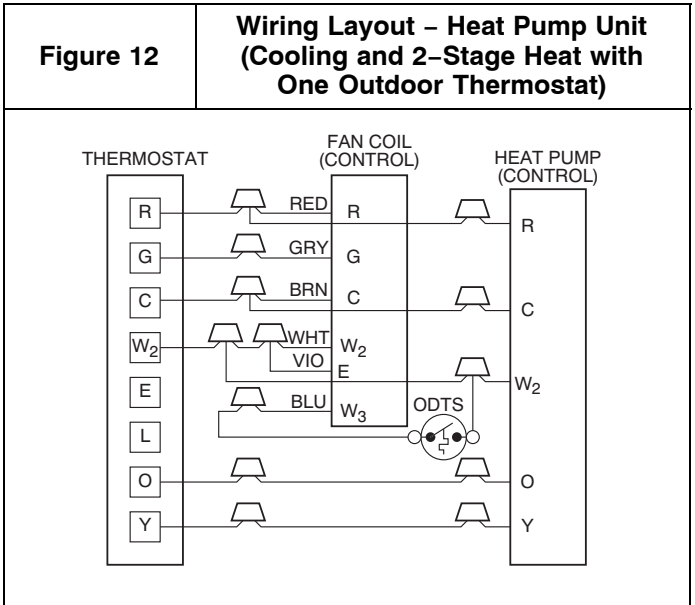 Figure 12
Wiring Layout – Heat Pump Unit
(Cooling and 2–Stage Heat with
One Outdoor Thermostat)
THERMOSTAT
FAN COIL
(CONTROL)
HEAT PUMP
(CONTROL)
R
RED
R
R
G
GRY
G
C
BRN
C
C
W2
WHT
W2
VIO
E
W2
E
BLU
W3
ODTS
L
O
O
Y
Y